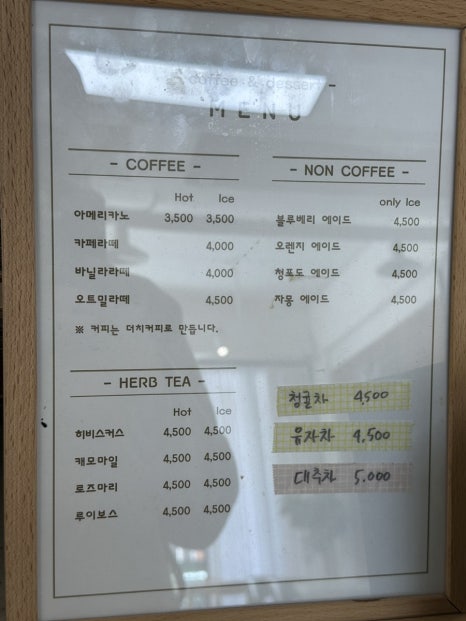 coffee & dessert
MENU
- COFFEE -
Hot Ice
아메리카노 3,500 3,500
카페라떼 4,000
바닐라라떼 4,000
오트밀라떼 4,500
※ 커피는 더치커피로 만듭니다.
- NON COFFEE -
only Ice
블루베리 에이드 4,500
오렌지 에이드 4,500
청포도 에이드 4,500
자몽 에이드 4,500
- HERB TEA -
Hot Ice
히비스커스 4,500 4,500
캐모마일 4,500 4,500
로즈마리 4,500 4,500
루이보스 4,500 4,500
청귤차 4,500
유자차 4,500
대추차 5.000